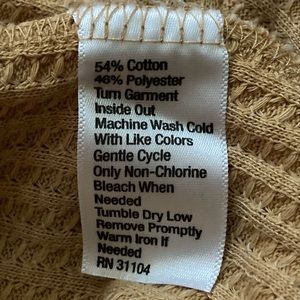 54% Cotton
46% Polyester
Turn Garment
Inside Out
Machine Wash Cold
With Like Colors
Gentle Cycle
Only Non-Chlorine
Bleach When
Needed
Tumble Dry Low
Remove Promptly
Warm Iron If
Needed
RN 31104